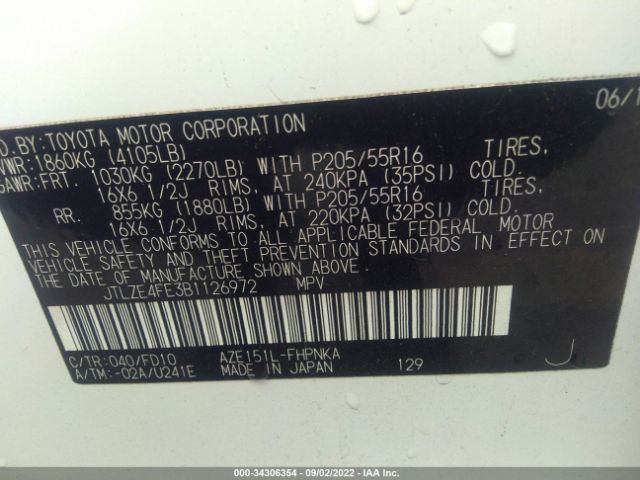 06/1
D.BY:TOYOTA MOTOR CORPORATION
VWR:1860KG (4105LB)
GAWR:FRT. 1030KG (2270LB) WITH P205/55R16 TIRES,
16X6 1/2J RIMS, AT 240KPA (35PSI) COLD.
RR. 855KG (1880LB) WITH P205/55R16 TIRES,
16X6 1/2J RIMS, AT 220KPA (32PSI) COLD.
THIS VEHICLE CONFORMS TO ALL APPLICABLE FEDERAL MOTOR
VEHICLE SAFETY AND THEFT PREVENTION STANDARDS IN EFFECT ON
THE DATE OF MANUFACTURE SHOWN ABOVE.
JTLZE4FE3B1126972 MPV
C/TR:040/FD10 AZE151L-FHPNKA
A/TM:-02A/U241E MADE IN JAPAN 129
J
000-34306354 - 09/02/2022 - IAA Inc.